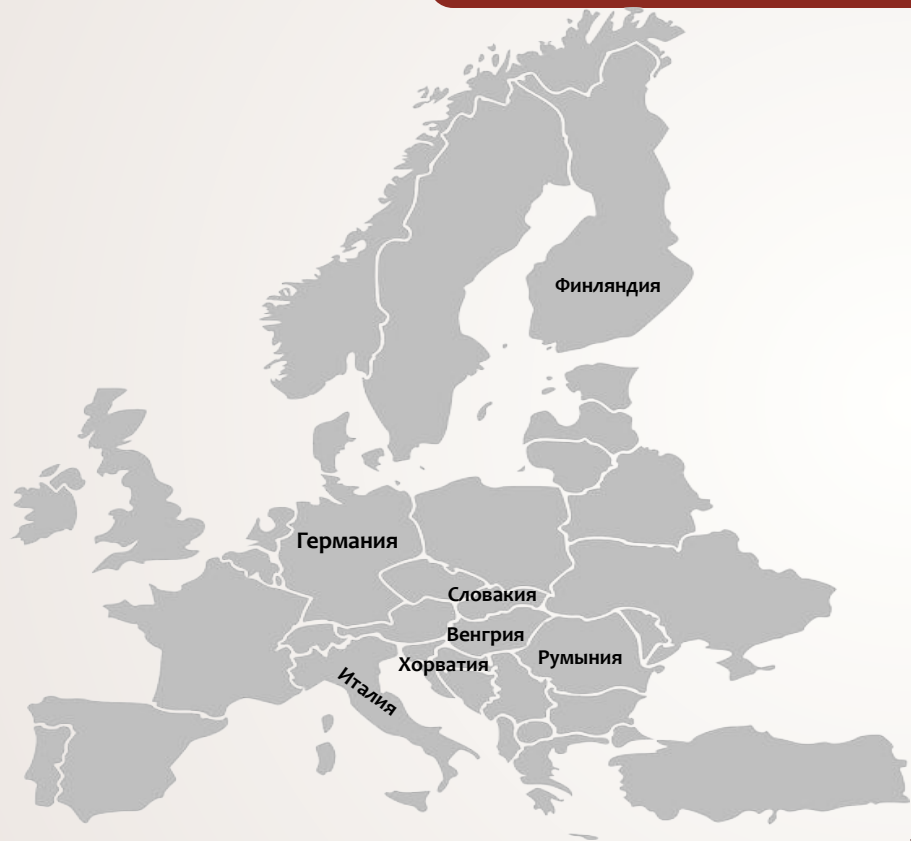 Финляндия
Германия
Словакия
Венгрия
Хорватия
Румыния
Италия